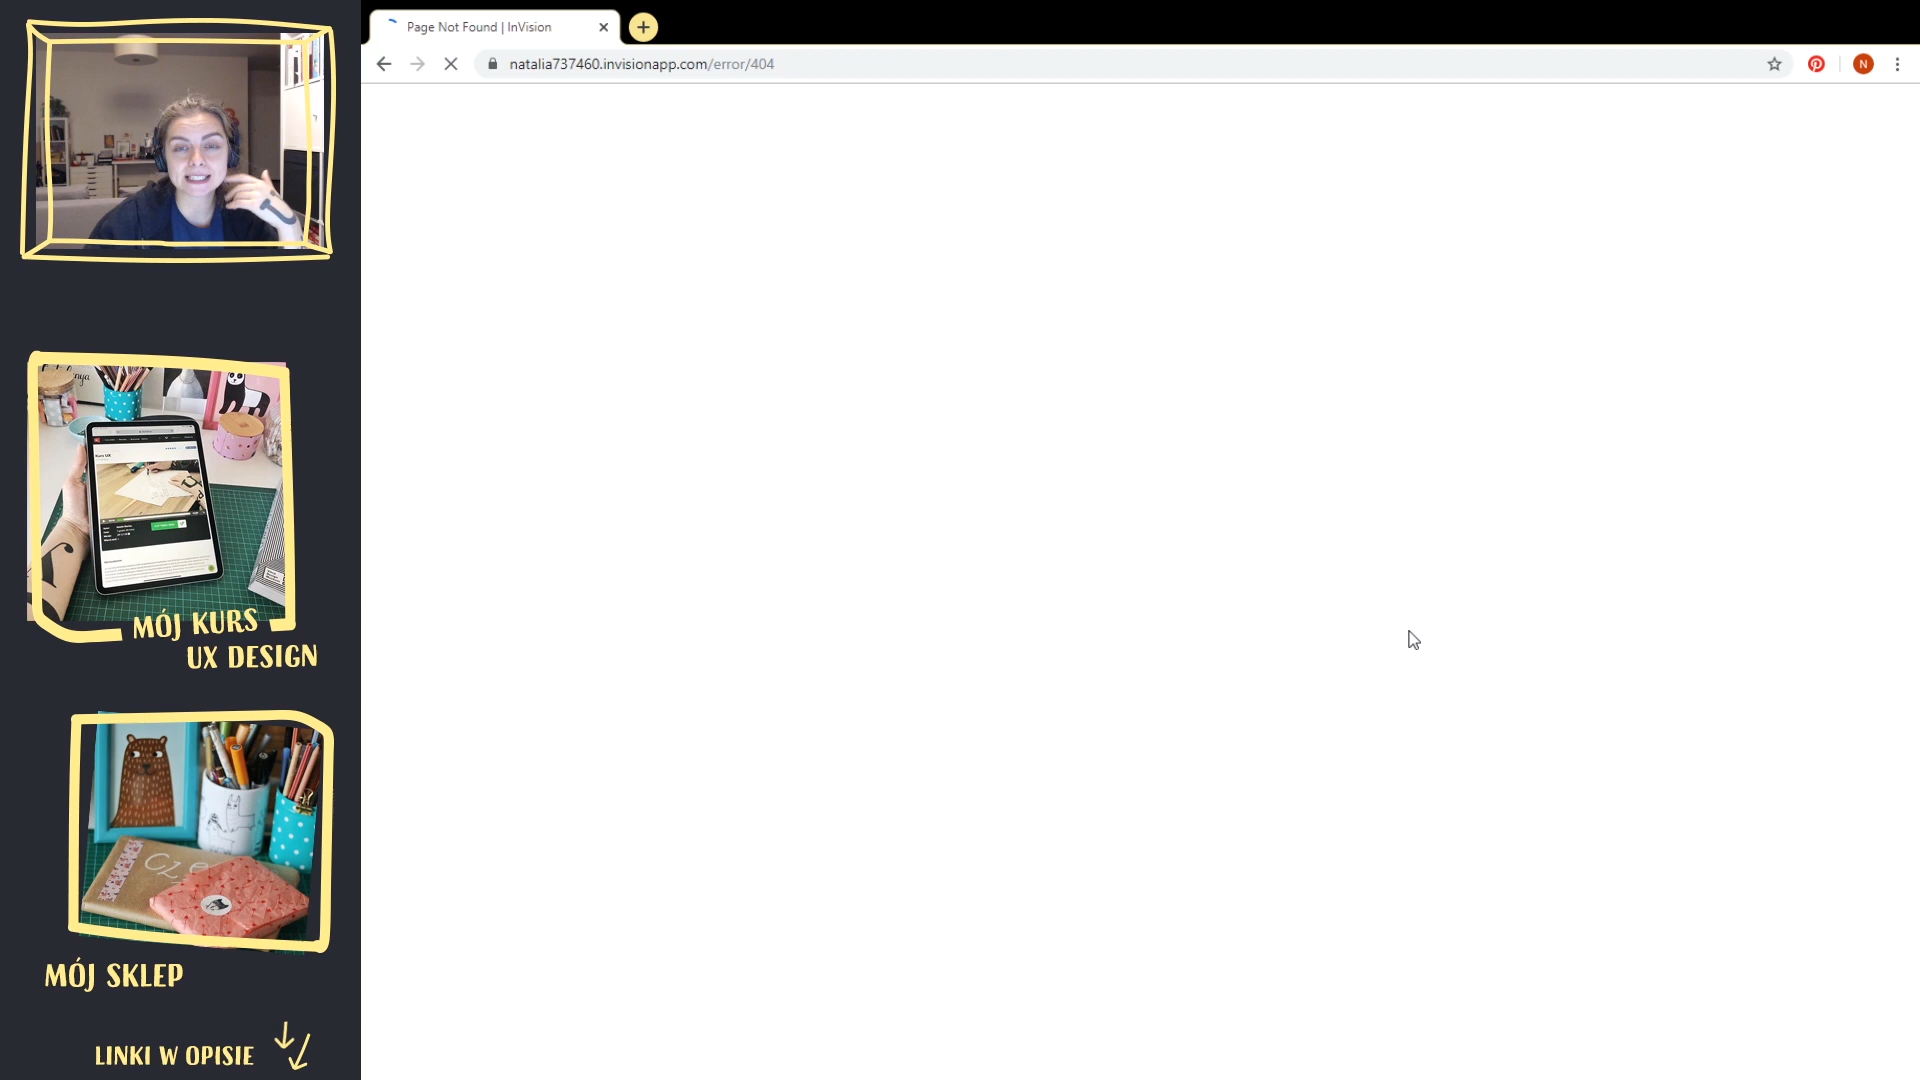 Page Not Found | InVision
natalia737460.invisionapp.com/error/404
N
MÓJ KURS
UX DESIGN
MÓJ SKLEP
LINKI W OPISIE